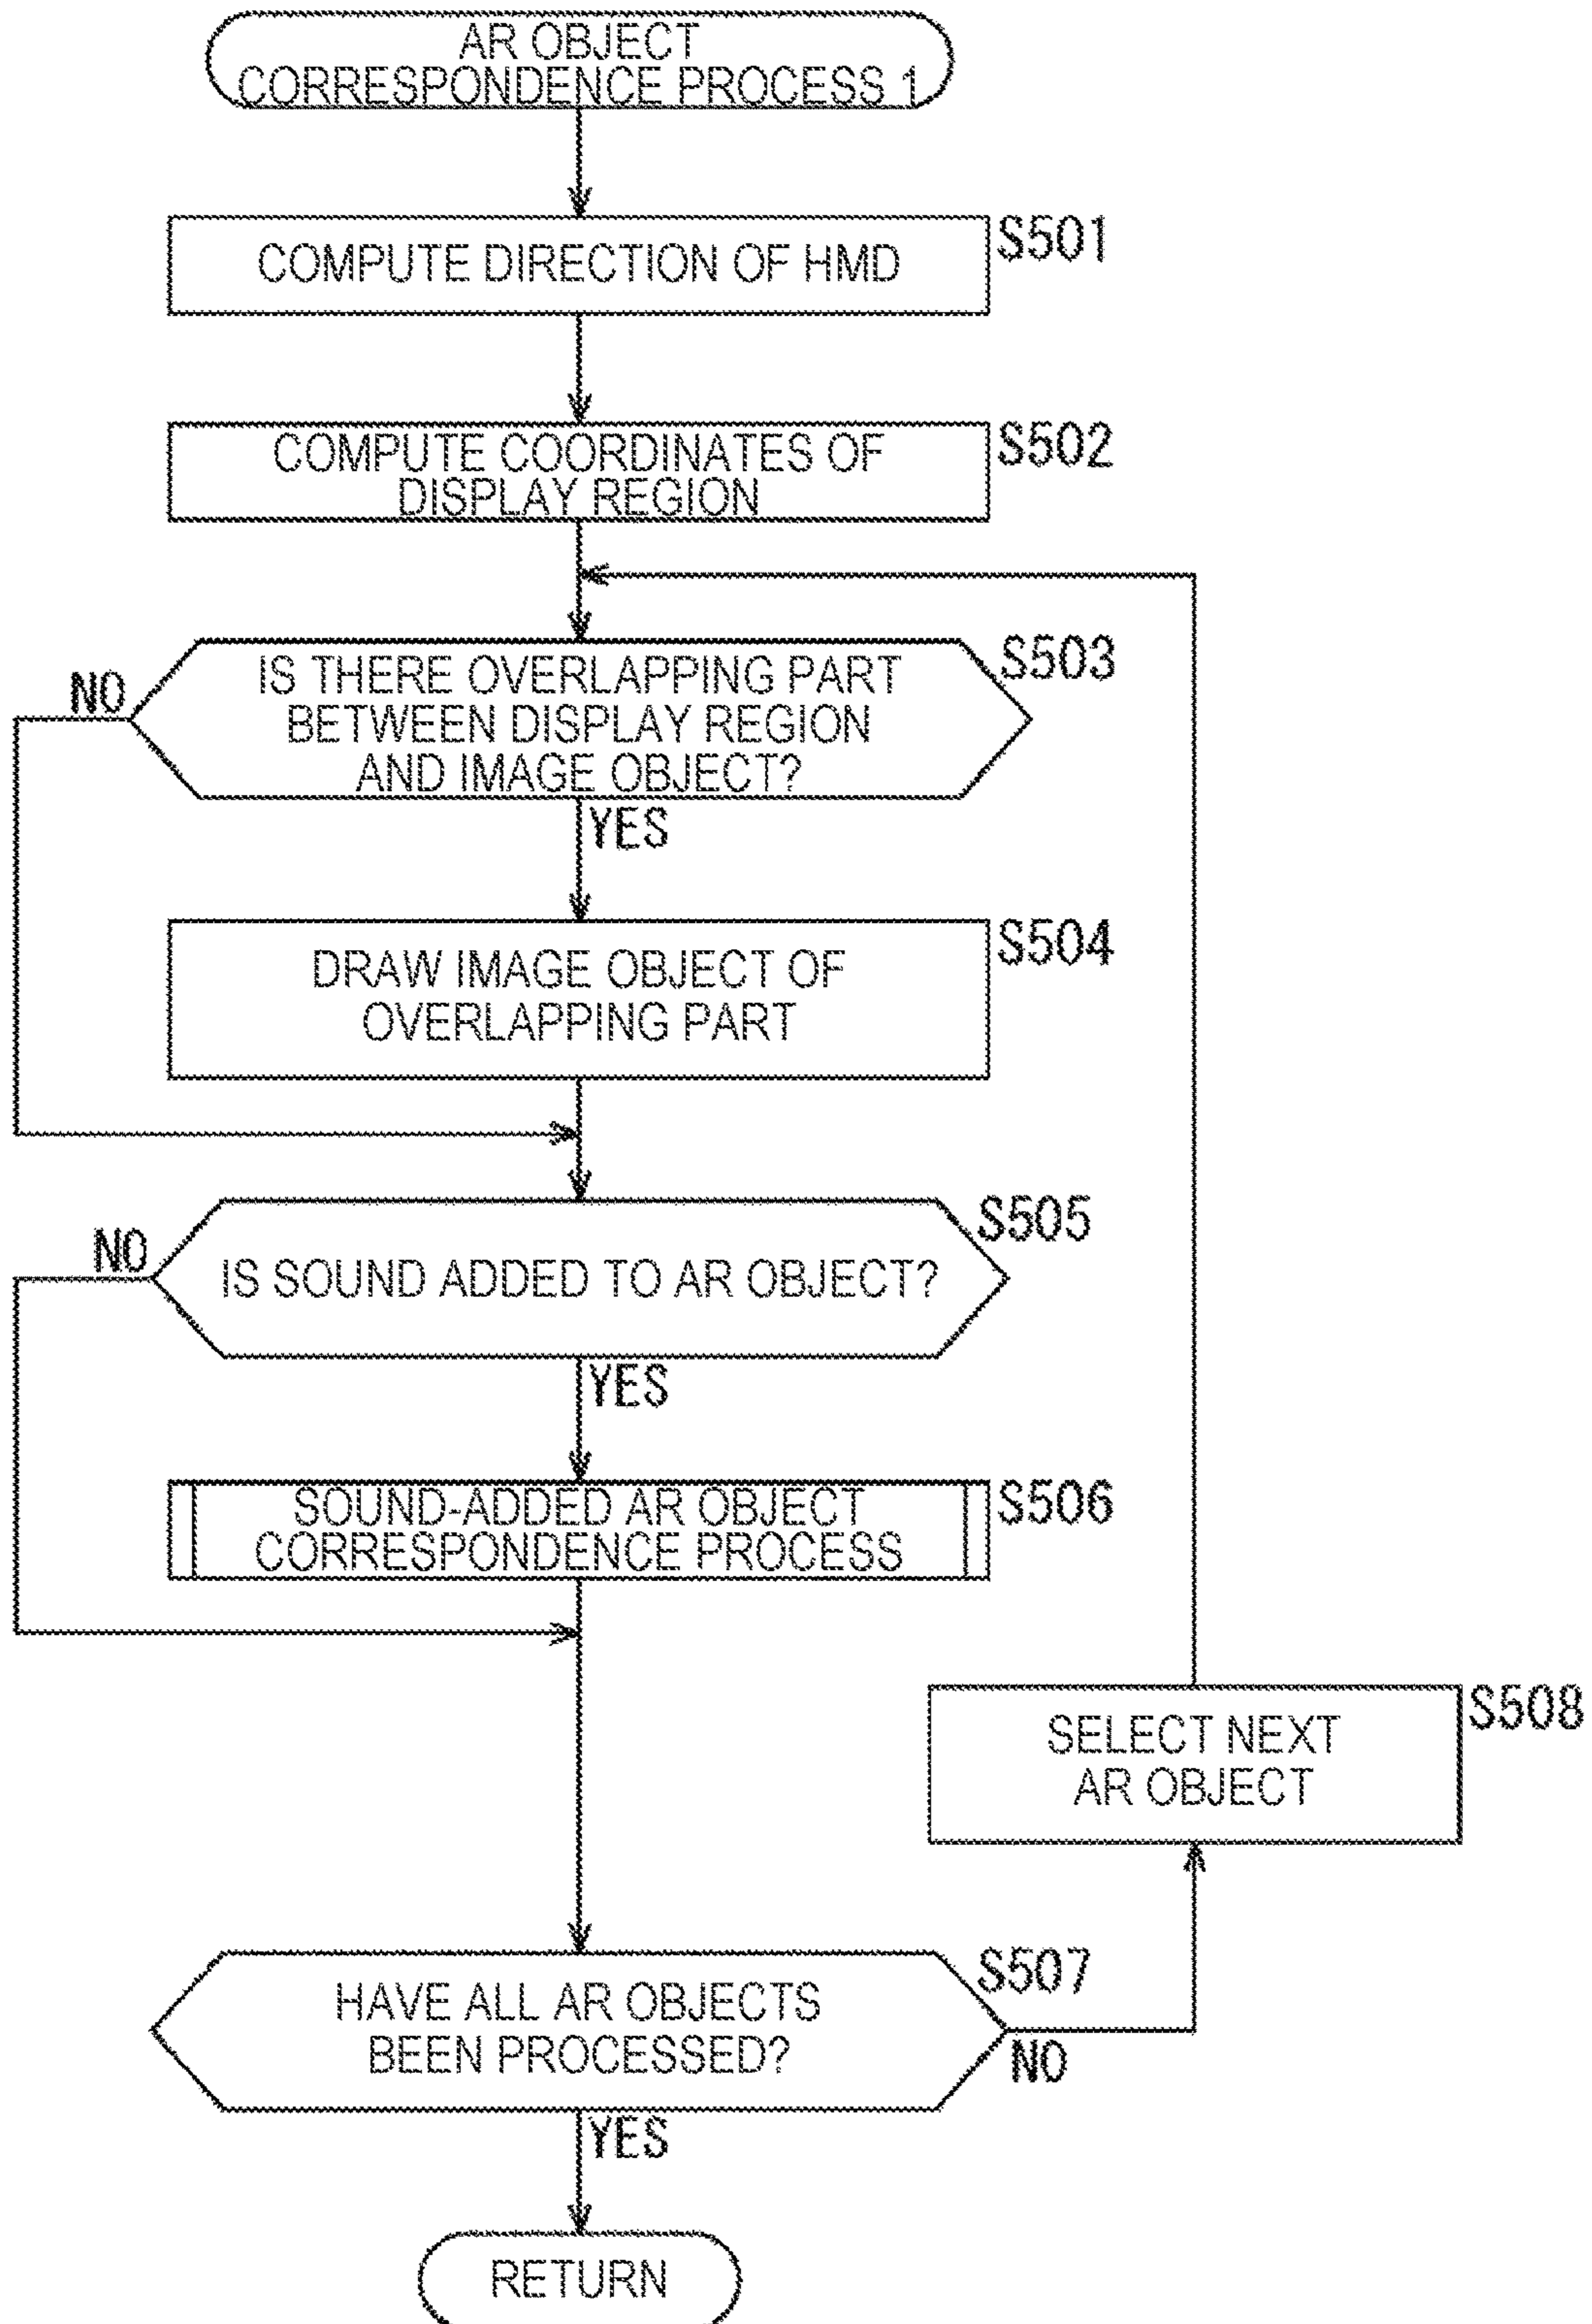 AR OBJECT
CORRESPONDENCE PROCESS 1
COMPUTE DIRECTION OF HMD
S501
COMPUTE COORDINATES OF
DISPLAY REGION
S502
IS THERE OVERLAPPING PART
BETWEEN DISPLAY REGION
AND IMAGE OBJECT?
S503
NO
YES
DRAW IMAGE OBJECT OF
OVERLAPPING PART
S504
IS SOUND ADDED TO AR OBJECT?
S505
NO
YES
SOUND-ADDED AR OBJECT
CORRESPONDENCE PROCESS
S506
SELECT NEXT
AR OBJECT
S508
HAVE ALL AR OBJECTS
BEEN PROCESSED?
S507
NO
YES
RETURN